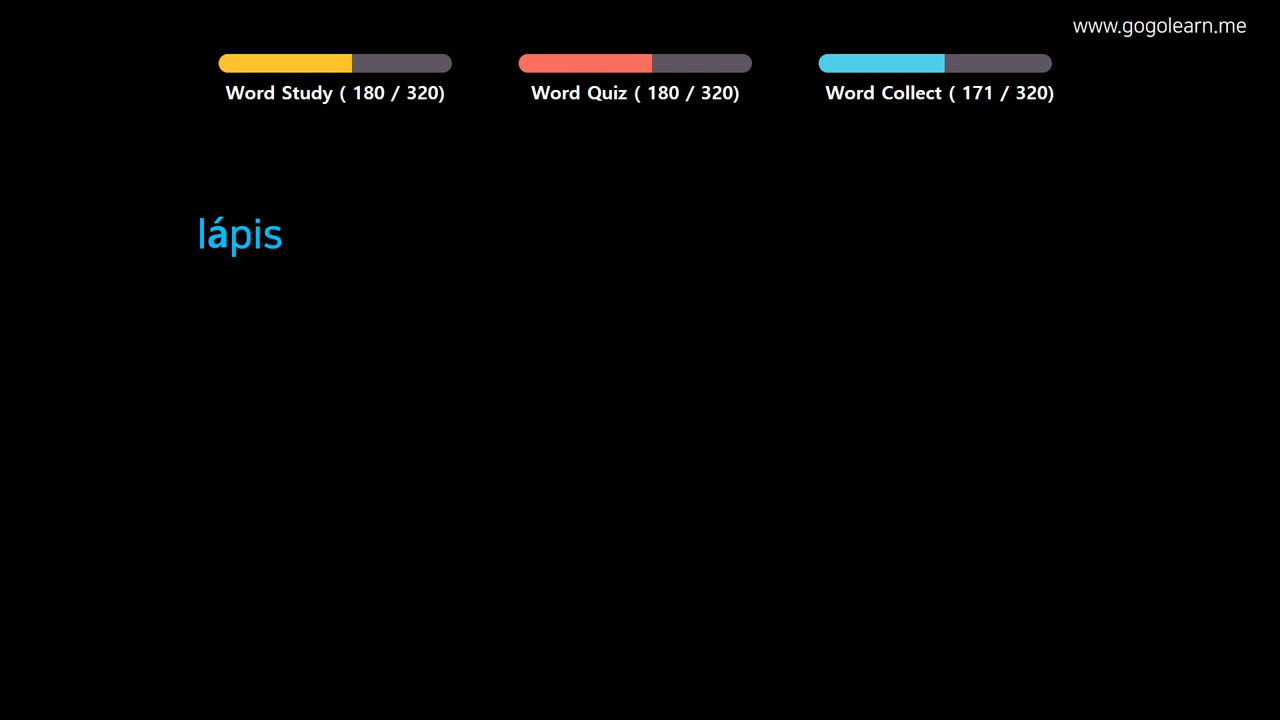 www.gogolearn.me
Word Study ( 180 / 320) Word Quiz ( 180 / 320) Word Collect ( 171 / 320)
lápis